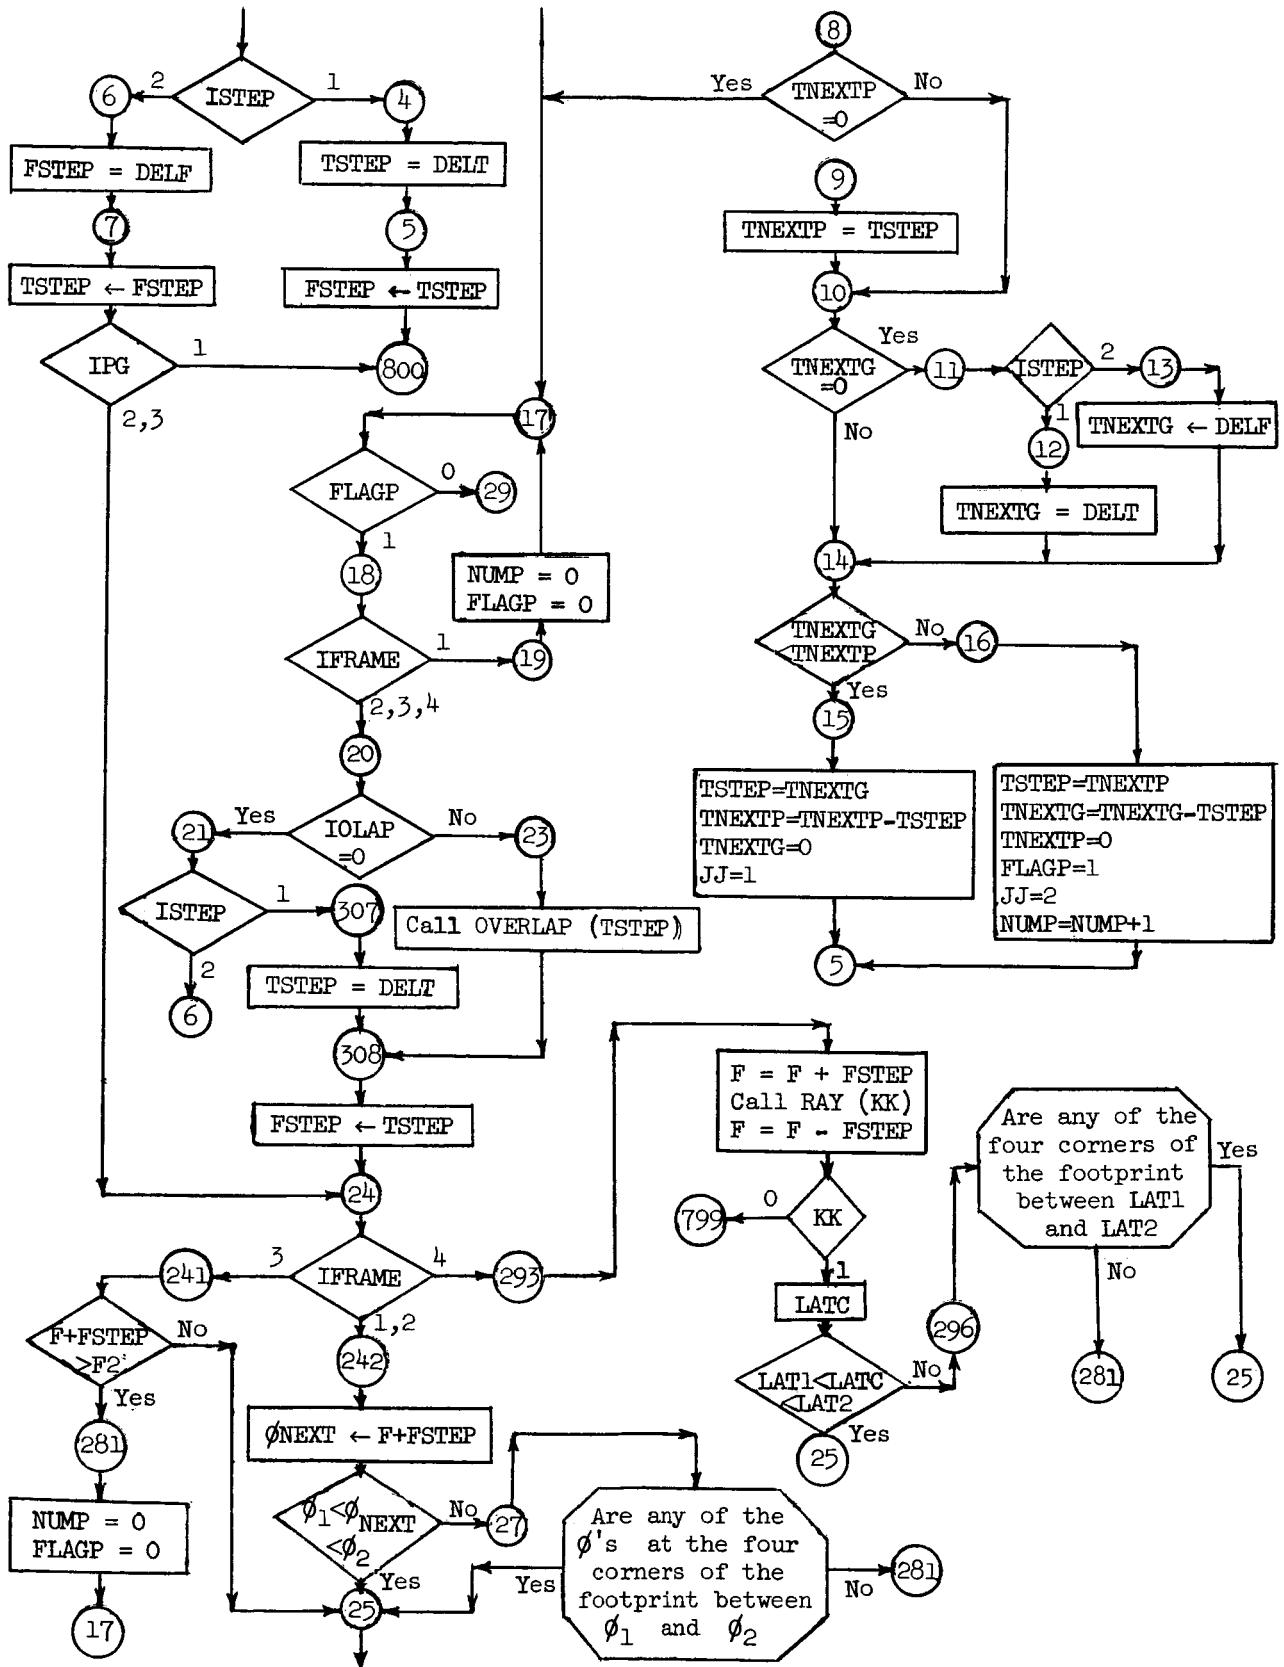 ISTEP
2
1
6
4
FSTEP = DELF
TSTEP = DELT
7
5
TSTEP ← FSTEP
FSTEP ← TSTEP
IPG
1
800
2,3
17
FLAGP
0
29
1
18
NUMP = 0
FLAGP = 0
IFRAME
1
19
2,3,4
20
IOLAP
=0
Yes
21
No
23
ISTEP
1
307
Call OVERLAP (TSTEP)
2
6
TSTEP = DELT
308
FSTEP ← TSTEP
24
IFRAME
3
241
4
293
1,2
242
F+FSTEP
>F2
No
Yes
281
NUMP = 0
FLAGP = 0
17
ϕNEXT ← F+FSTEP
ϕ1<ϕNEXT
<ϕ2
No
27
Yes
25
Are any of the
ϕ's at the four
corners of the
footprint between
ϕ1 and ϕ2
Yes
No
281
8
TNEXTP
=0
Yes
No
9
TNEXTP = TSTEP
10
TNEXTG
=0
Yes
11
ISTEP
2
13
1
12
TNEXTG ← DELF
TNEXTG = DELT
No
14
TNEXTG
<TNEXTP
No
16
Yes
15
TSTEP=TNEXTG
TNEXTP=TNEXTP-TSTEP
TNEXTG=0
JJ=1
TSTEP=TNEXTP
TNEXTG=TNEXTG-TSTEP
TNEXTP=0
FLAGP=1
JJ=2
NUMP=NUMP+1
5
F = F + FSTEP
Call RAY (KK)
F = F - FSTEP
KK
0
799
1
LATC
LAT1<LATC
<LAT2
No
296
Yes
25
Are any of the
four corners of
the footprint
between LAT1
and LAT2
Yes
25
No
281